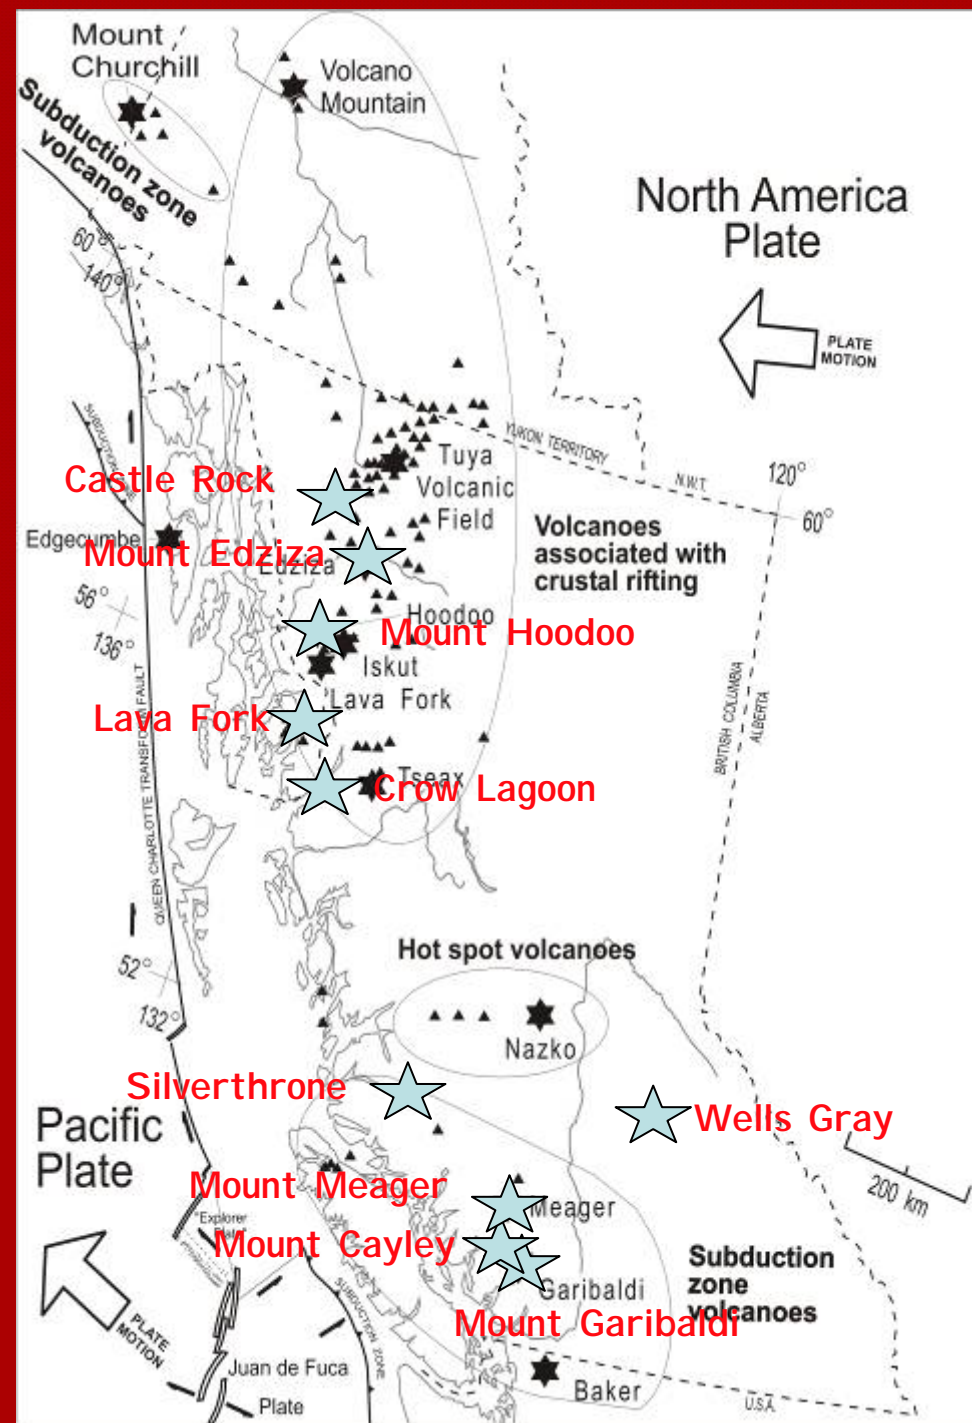 Mount
Churchill
Volcano
Mountain
Subduction zone
volcanoes
North America
Plate
60°
140°
PLATE
MOTION
SUBDUCTION ZONE
YUKON TERRITORY
N.W.T.
120°
60°
Tuya
Volcanic
Field
Castle Rock
Edgecumbe
Mount Edziza
Edziza
Volcanoes
associated with
crustal rifting
56°
136°
Hoodoo
Mount Hoodoo
Iskut
Lava Fork
Lava Fork
Tseax
Crow Lagoon
QUEEN CHARLOTTE TRANSFORM FAULT
BRITISH COLUMBIA
ALBERTA
52°
132°
Hot spot volcanoes
Nazko
Silverthrone
Wells Gray
Pacific
Plate
Mount Meager
Meager
200 km
"Explorer
Plate"
Mount Cayley
Garibaldi
Subduction
zone
volcanoes
Mount Garibaldi
PLATE
MOTION
SUBDUCTION ZONE
Juan de Fuca
Plate
Baker
U.S.A.